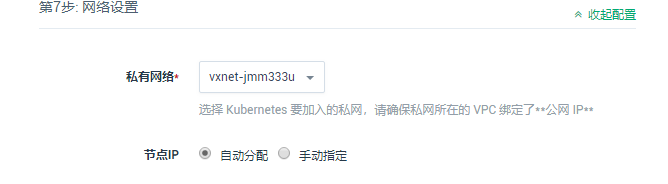 第7步: 网络设置
收起配置
私有网络* vxnet-jmm333u
选择 Kubernetes 要加入的私网，请确保私网所在的 VPC 绑定了**公网 IP**
节点IP 自动分配 手动指定